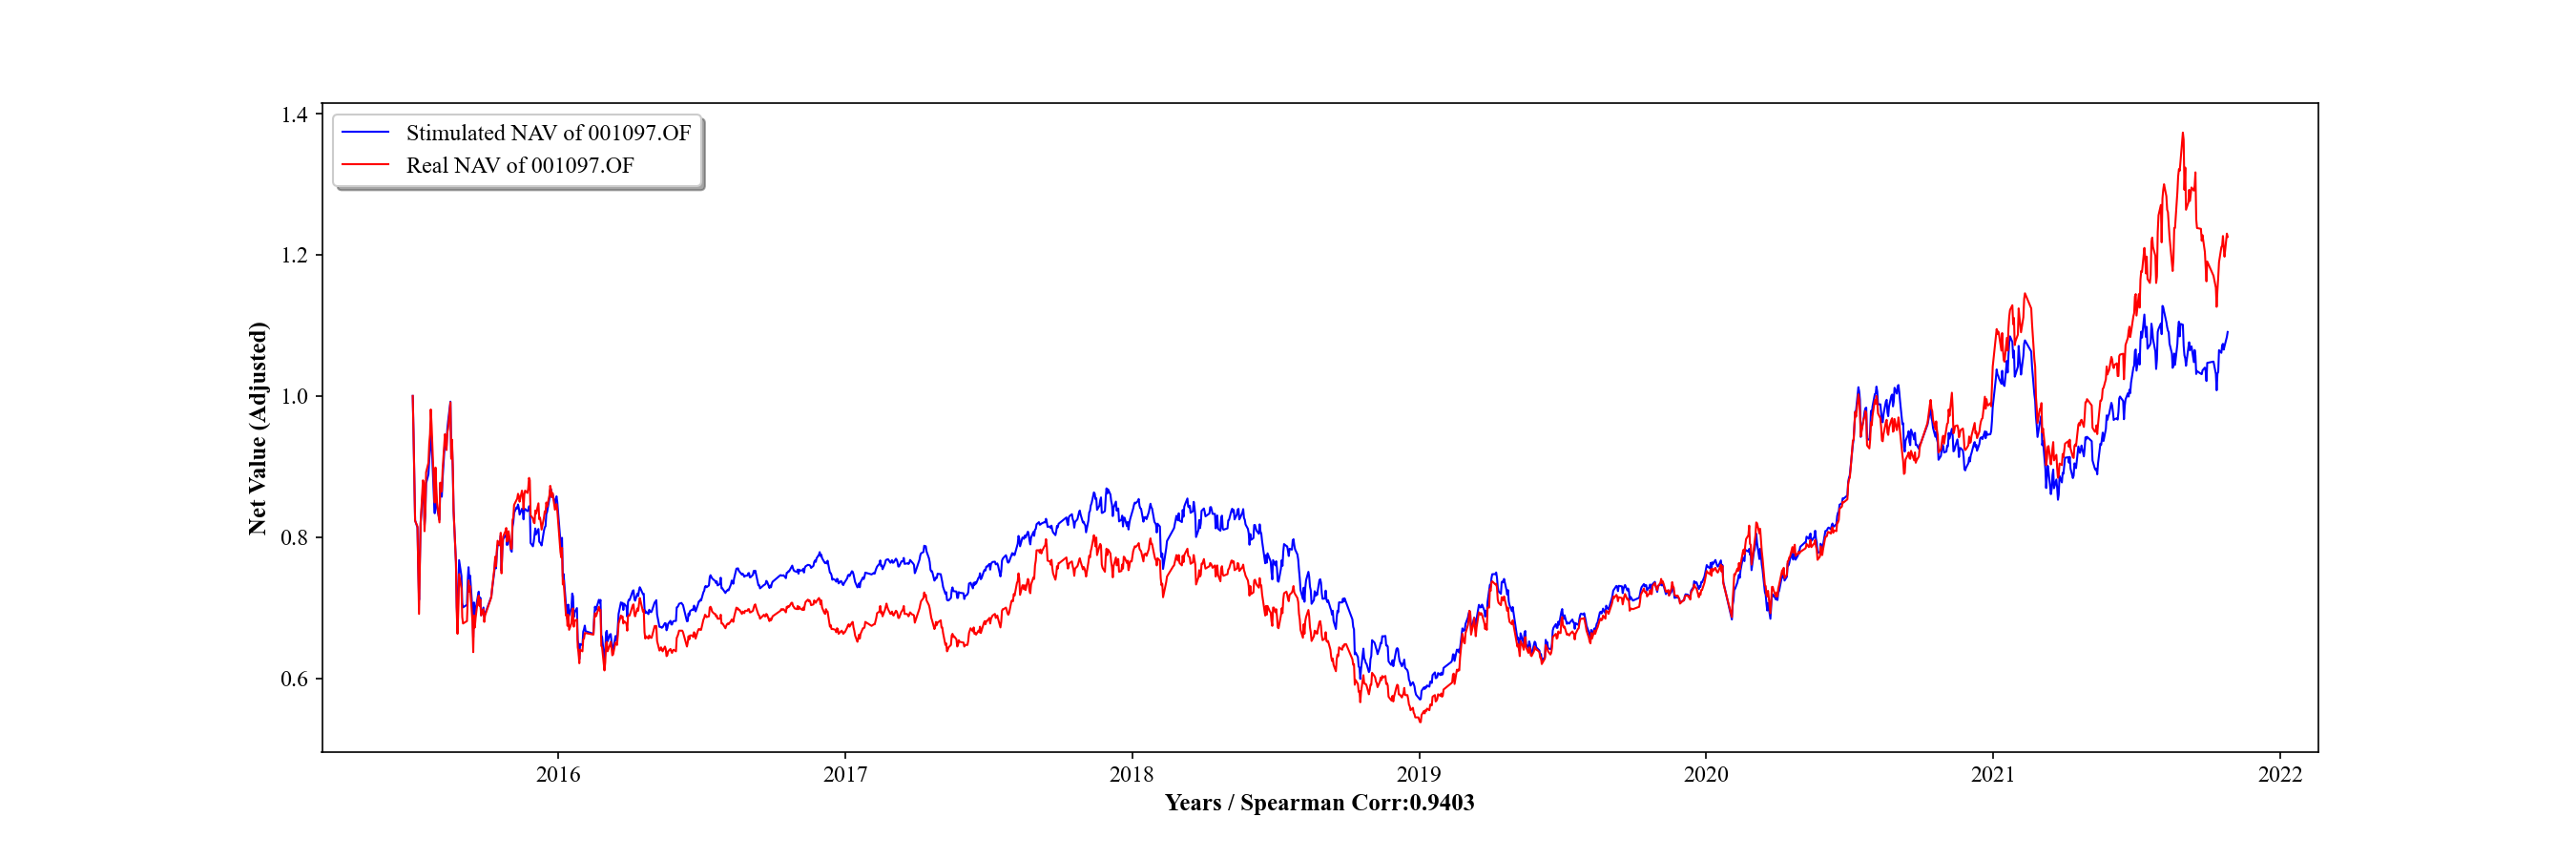 Stimulated NAV of 001097.OF
Real NAV of 001097.OF
1.4
1.2
1.0
0.8
0.6
Net Value (Adjusted)
2016 2017 2018 2019 2020 2021 2022
Years / Spearman Corr:0.9403